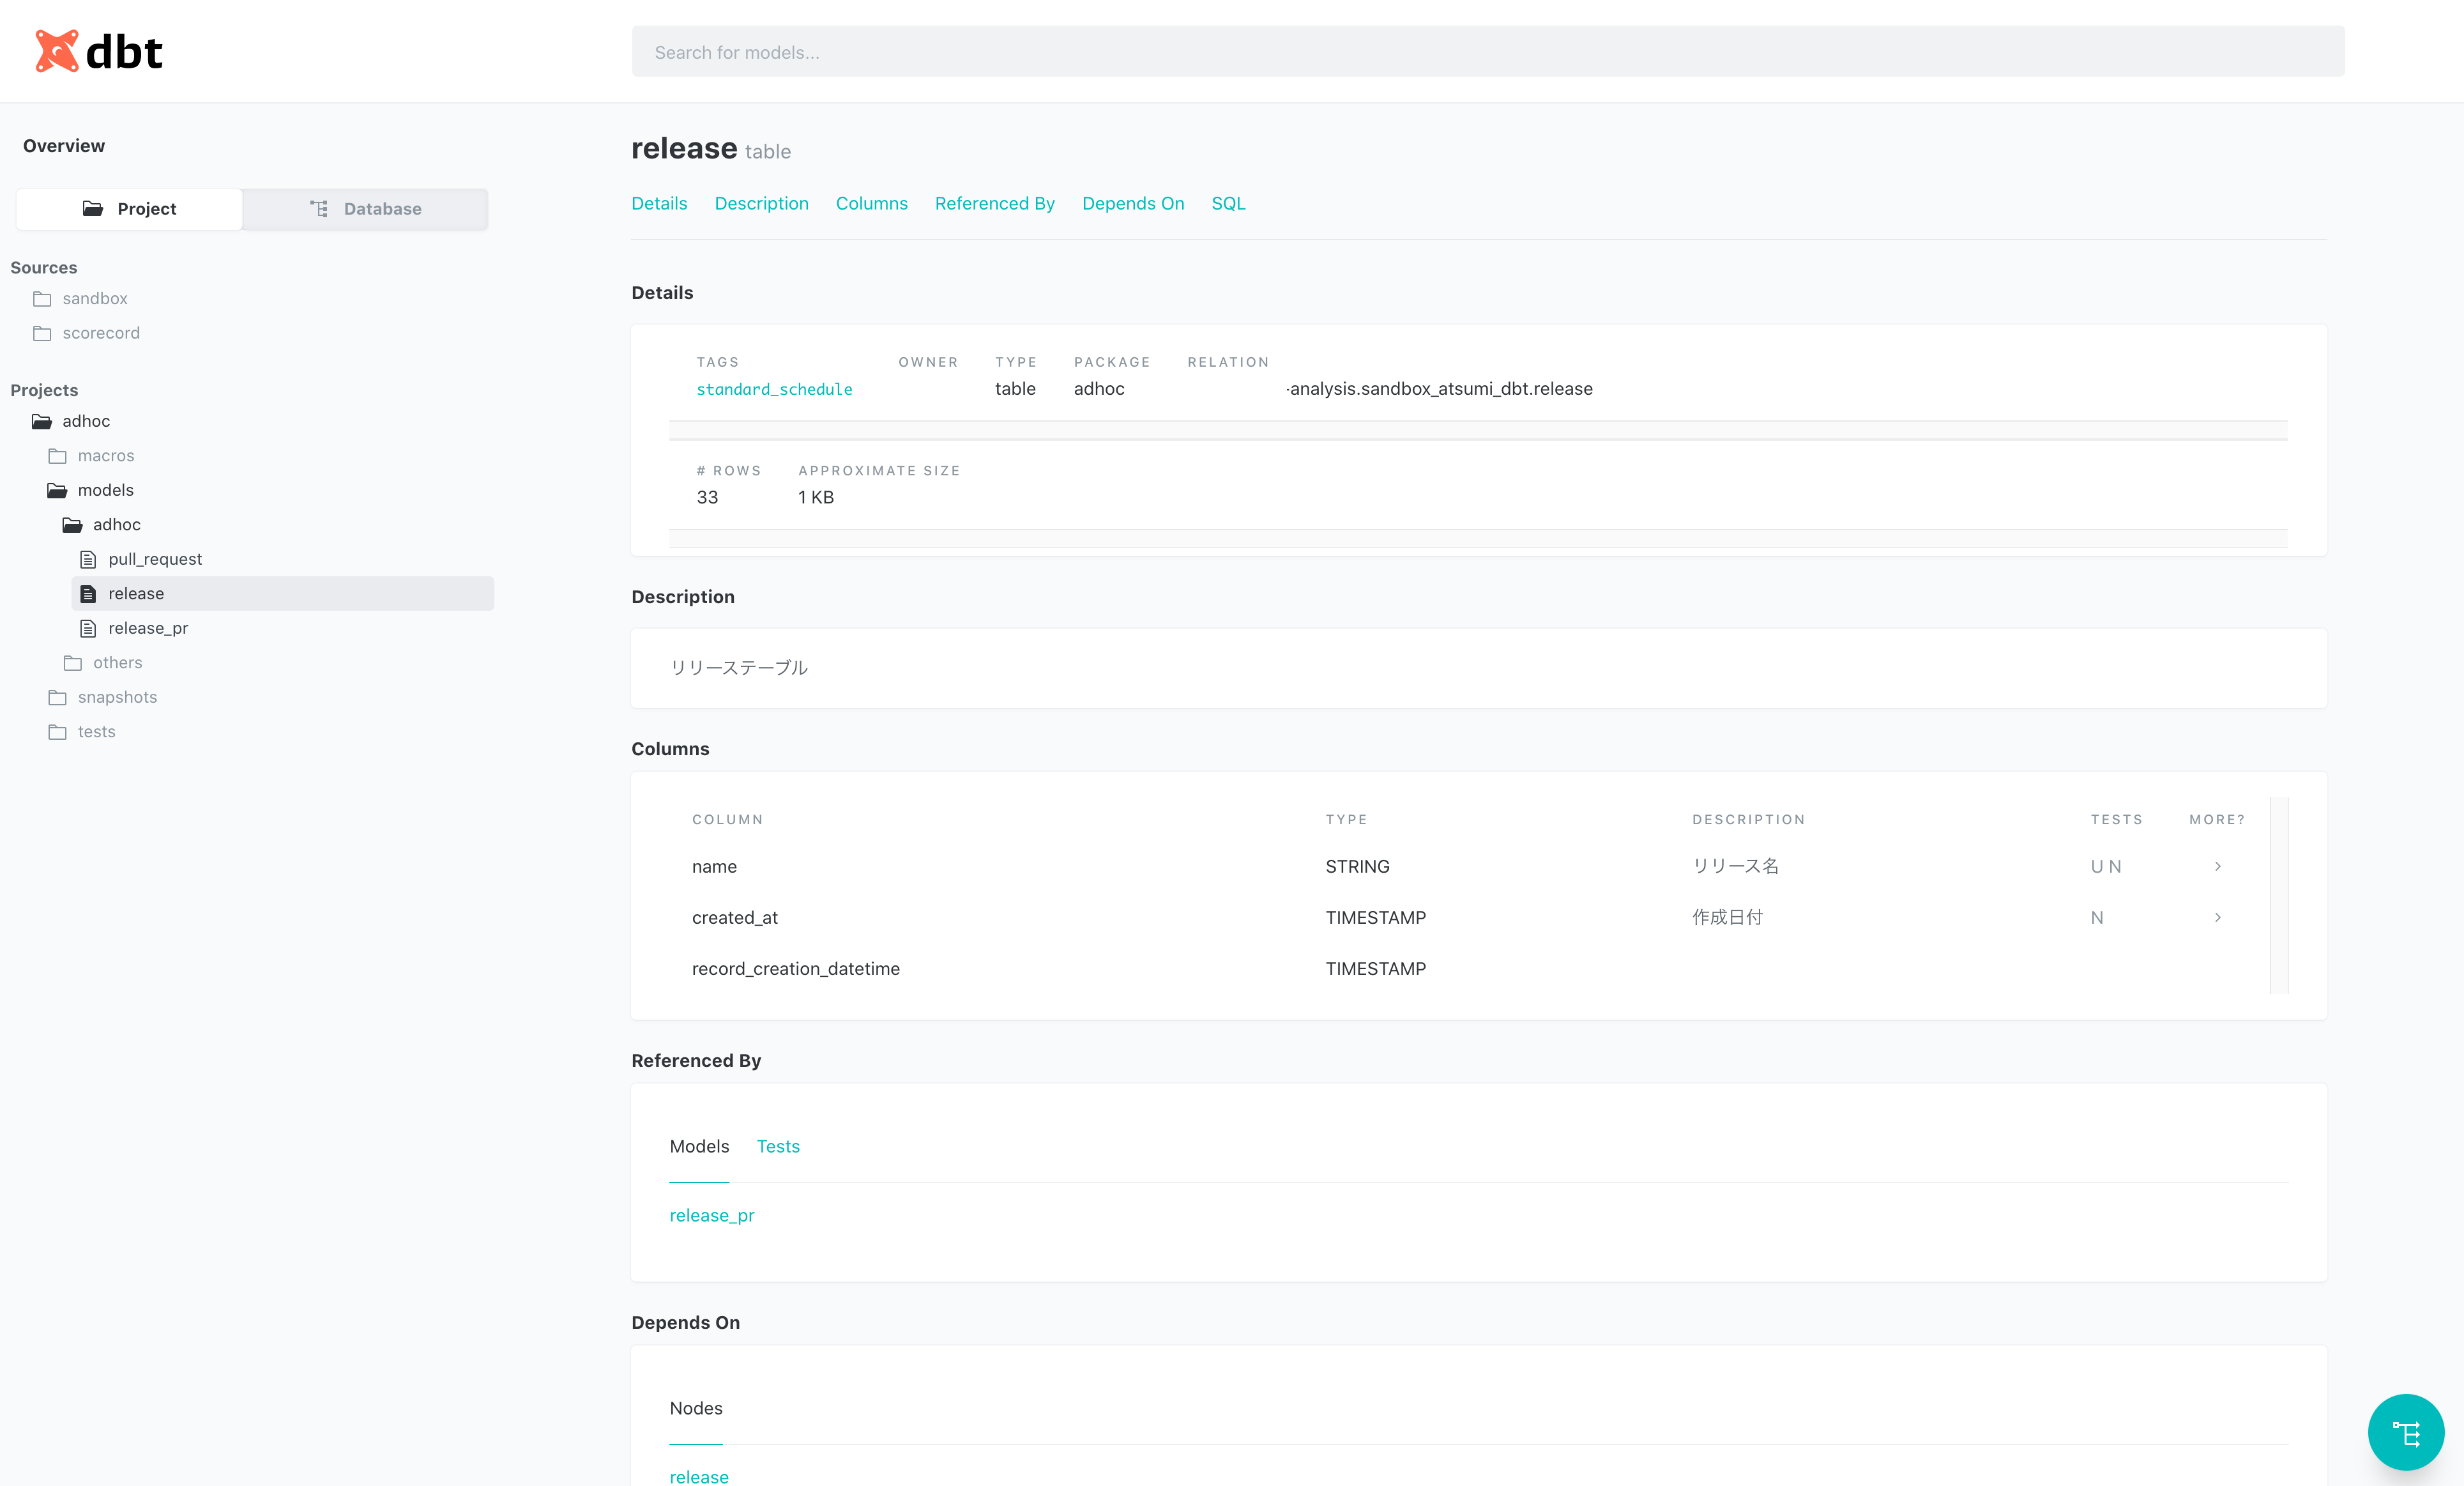 dbt
Search for models...
Overview
Project Database
Sources
sandbox
scorecord
Projects
adhoc
macros
models
adhoc
pull_request
release
release_pr
others
snapshots
tests
release table
Details Description Columns Referenced By Depends On SQL
Details
TAGS OWNER TYPE PACKAGE RELATION
standard_schedule table adhoc -analysis.sandbox_atsumi_dbt.release
# ROWS APPROXIMATE SIZE
33 1 KB
Description
リリーステーブル
Columns
COLUMN TYPE DESCRIPTION TESTS MORE?
name STRING リリース名 U N >
created_at TIMESTAMP 作成日付 N >
record_creation_datetime TIMESTAMP
Referenced By
Models Tests
release_pr
Depends On
Nodes
release